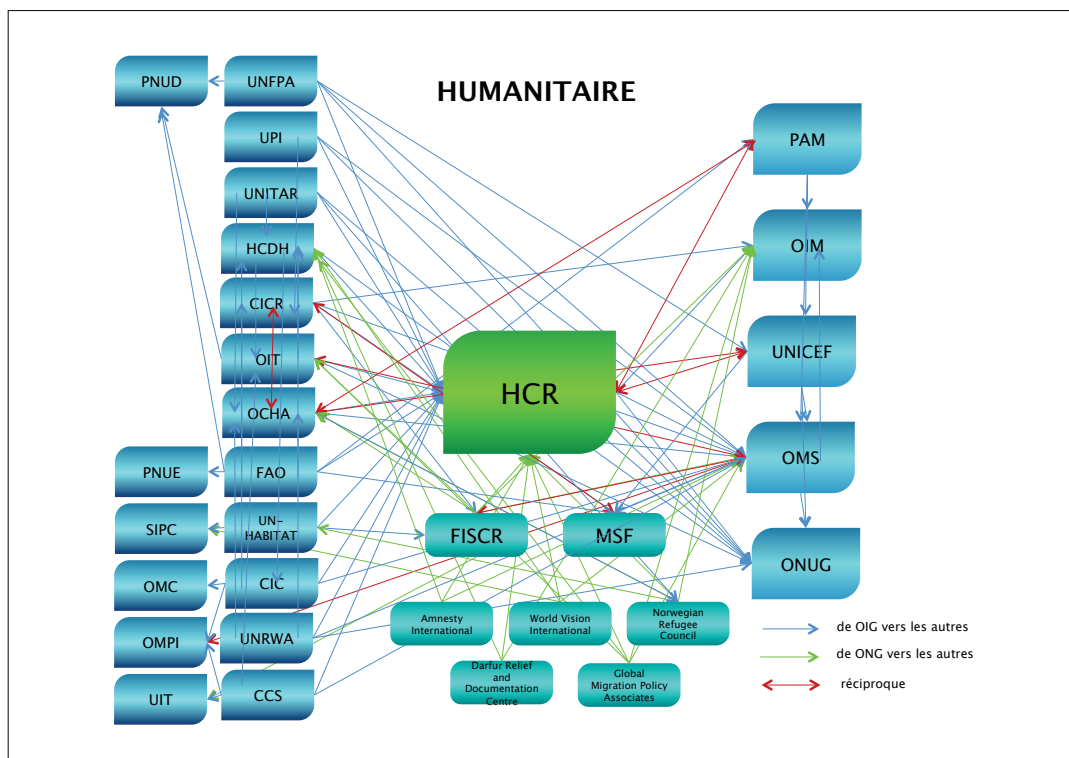 HUMANITAIRE
PNUD
UNFPA
UPI
UNITAR
HCDH
CICR
OIT
OCHA
PNUE
FAO
SIPC
UN-
HABITAT
OMC
CIC
OMPI
UNRWA
UIT
CCS
HCR
FISCR
MSF
Amnesty
International
World Vision
International
Norwegian
Refugee
Council
Darfur Relief
and
Documentation
Centre
Global
Migration Policy
Associates
PAM
OIM
UNICEF
OMS
ONUG
de OIG vers les autres
de ONG vers les autres
réciproque